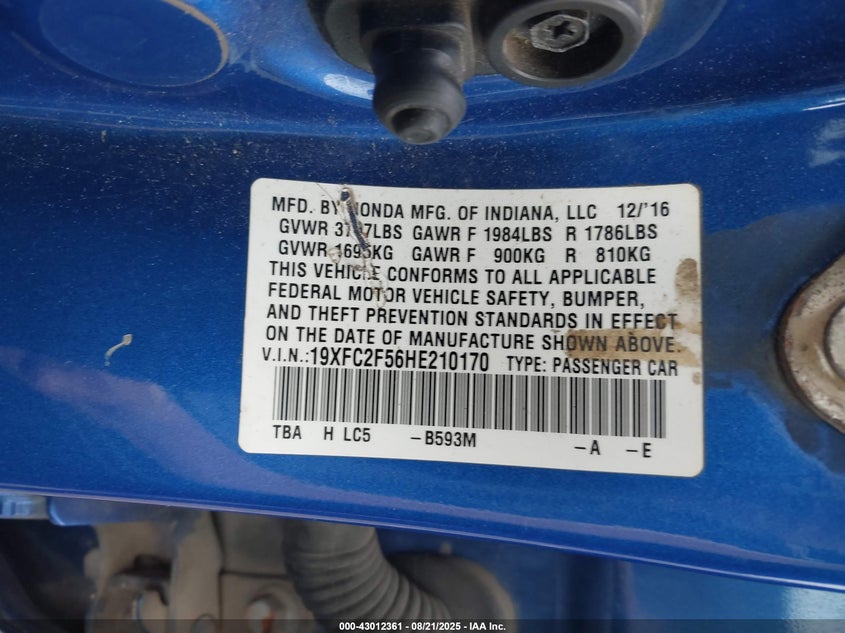 MFD. BY HONDA MFG. OF INDIANA, LLC 12/'16
GVWR LBS GAWR F 1984LBS R 1786LBS
GVWR 1695KG GAWR F 900KG R 810KG
THIS VEHICLE CONFORMS TO ALL APPLICABLE
FEDERAL MOTOR VEHICLE SAFETY, BUMPER,
AND THEFT PREVENTION STANDARDS IN EFFECT
ON THE DATE OF MANUFACTURE SHOWN ABOVE.
V.I.N.:19XFC2F56HE210170 TYPE: PASSENGER CAR
TBA H LC5 -B593M -A -E
000-43012361 - 08/21/2025 - IAA Inc.